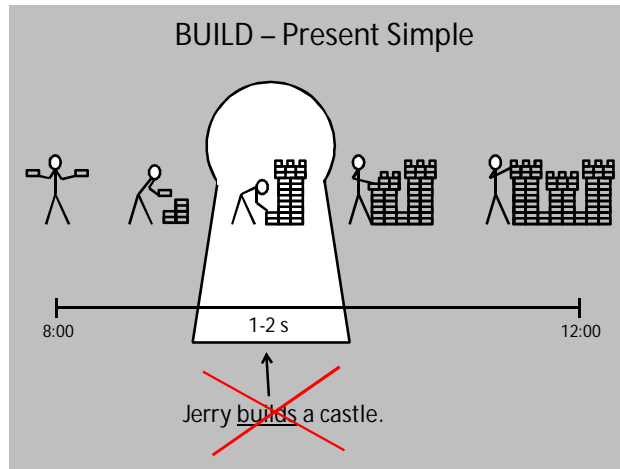 BUILD – Present Simple
8:00
1-2 s
12:00
Jerry builds a castle.